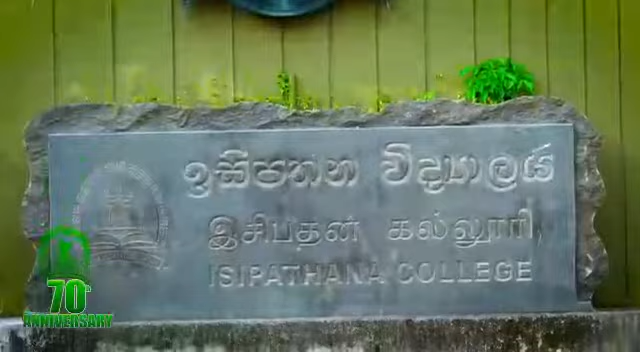 ඉසිපතන විද්‍යාලය
இசிபதன் கல்லூரி
ISIPATHANA COLLEGE
70th
ANNIVERSARY